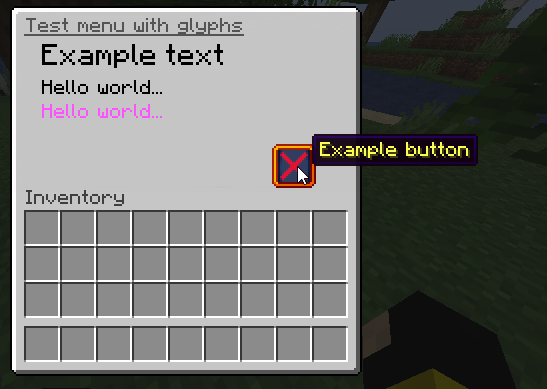 Test menu with glyphs
Example text
Hello world...
Hello world...
Example button
Inventory